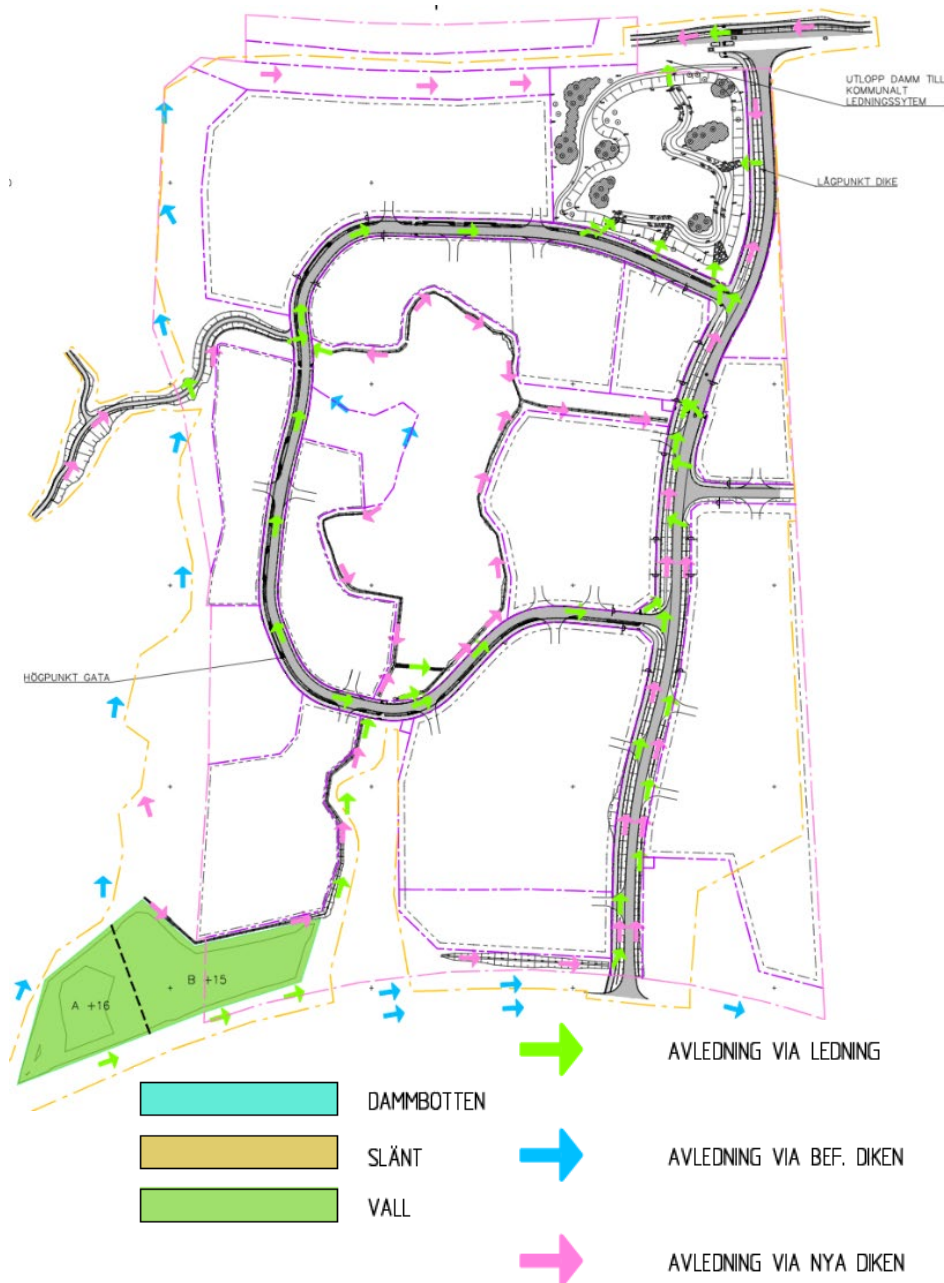 UTLOPP DAMM TILL
KOMMUNALT
LEDNINGSSYTEM
LÅGPUNKT DIKE
HÖGPUNKT GATA
B +15
A +16
AVLEDNING VIA LEDNING
DAMMBOTTEN
SLÄNT
AVLEDNING VIA BEF. DIKEN
VALL
AVLEDNING VIA NYA DIKEN